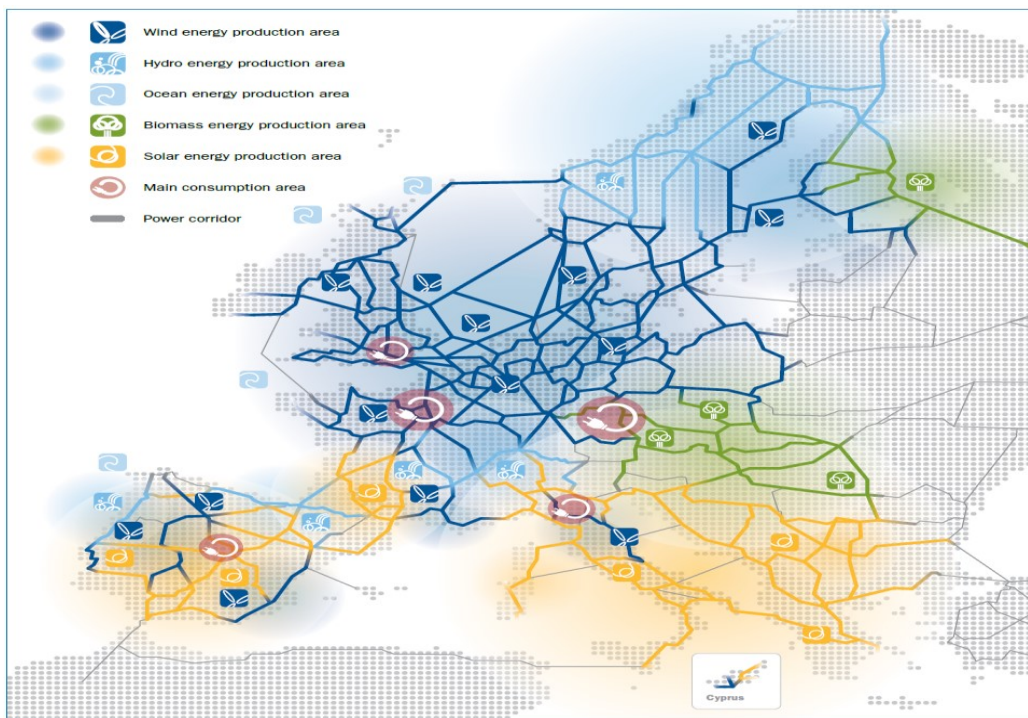 Wind energy production area
Hydro energy production area
Ocean energy production area
Biomass energy production area
Solar energy production area
Main consumption area
Power corridor
Cyprus